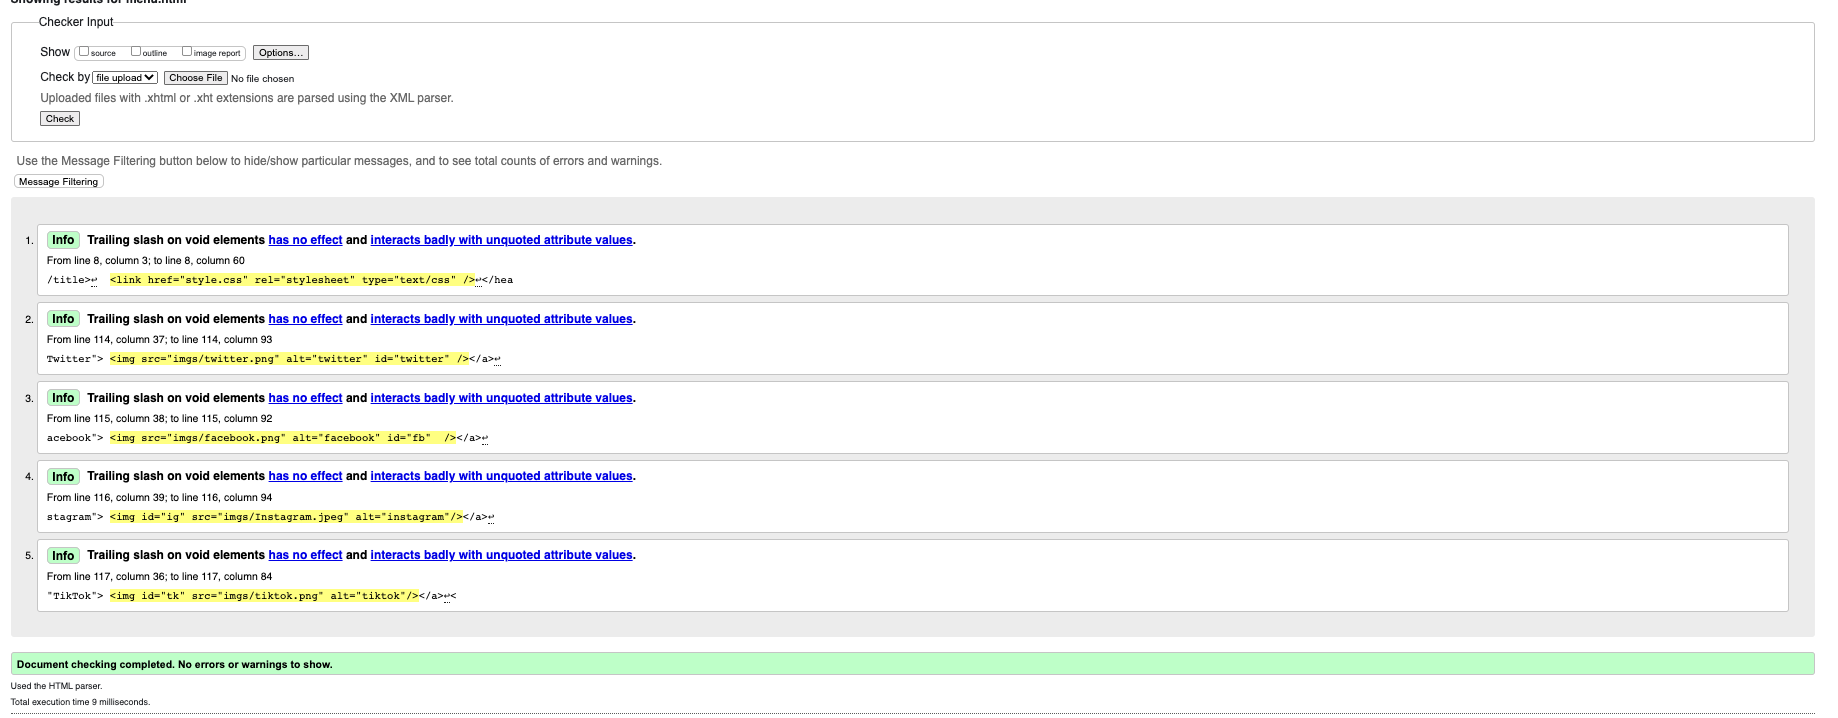 Showing results for menu.html
Checker Input
Show source outline image report Options...
Check by file upload Choose File No file chosen
Uploaded files with .xhtml or .xht extensions are parsed using the XML parser.
Check
Use the Message Filtering button below to hide/show particular messages, and to see total counts of errors and warnings.
Message Filtering
1. Info Trailing slash on void elements has no effect and interacts badly with unquoted attribute values.
From line 8, column 3; to line 8, column 60
/title>↩  <link href="style.css" rel="stylesheet" type="text/css" />↩</hea
2. Info Trailing slash on void elements has no effect and interacts badly with unquoted attribute values.
From line 114, column 37; to line 114, column 93
Twitter"> <img src="imgs/twitter.png" alt="twitter" id="twitter" /></a>↩
3. Info Trailing slash on void elements has no effect and interacts badly with unquoted attribute values.
From line 115, column 38; to line 115, column 92
acebook"> <img src="imgs/facebook.png" alt="facebook" id="fb"  /></a>↩
4. Info Trailing slash on void elements has no effect and interacts badly with unquoted attribute values.
From line 116, column 39; to line 116, column 94
stagram"> <img id="ig" src="imgs/Instagram.jpeg" alt="instagram"/></a>↩
5. Info Trailing slash on void elements has no effect and interacts badly with unquoted attribute values.
From line 117, column 36; to line 117, column 84
"TikTok"> <img id="tk" src="imgs/tiktok.png" alt="tiktok"/></a>↩<
Document checking completed. No errors or warnings to show.
Used the HTML parser.
Total execution time 9 milliseconds.